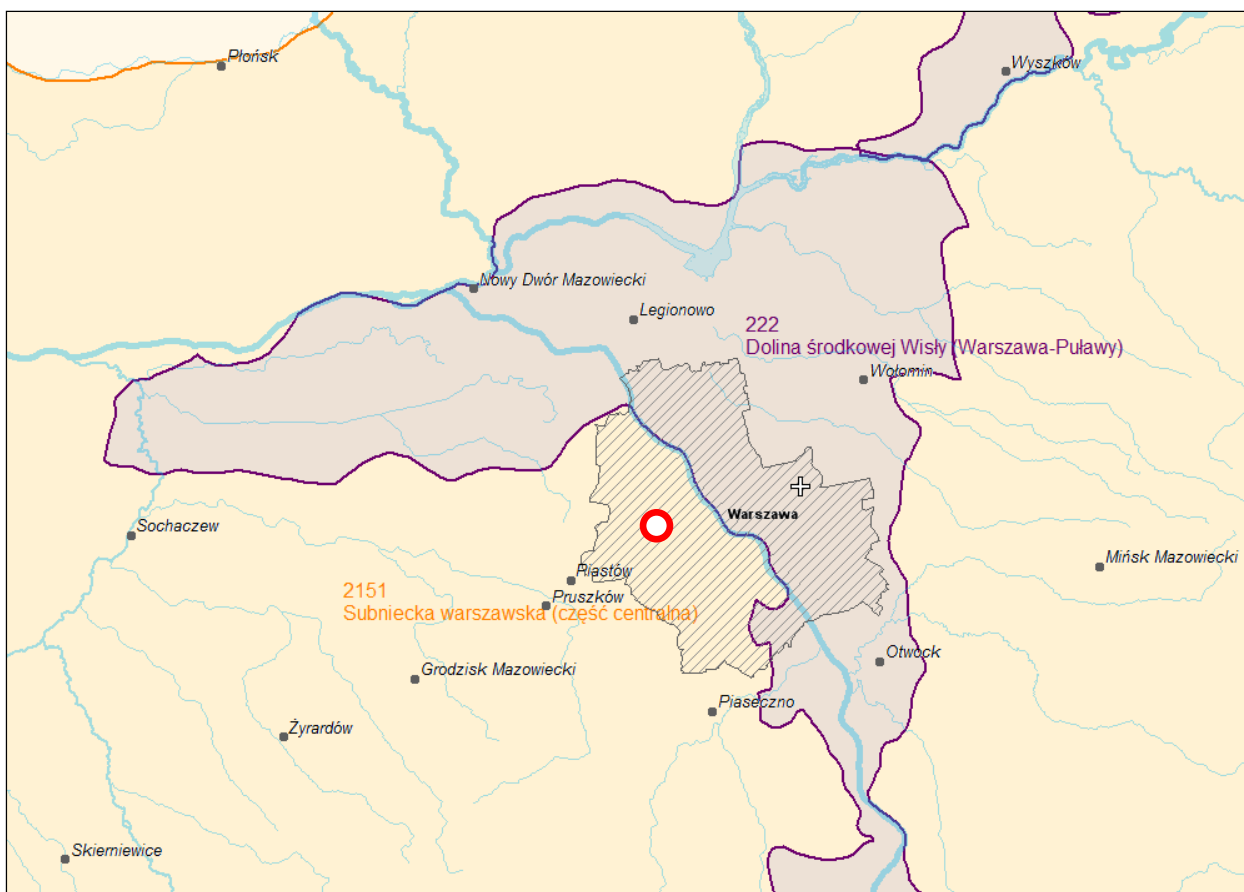 Płońsk
Wyszków
Nowy Dwór Mazowiecki
Legionowo
222
Dolina środkowej Wisły (Warszawa-Puławy)
Wołomin
Warszawa
Sochaczew
Mińsk Mazowiecki
Piastów
2151
Pruszków
Subniecka warszawska (część centralna)
Otwock
Grodzisk Mazowiecki
Piaseczno
Żyrardów
Skierniewice